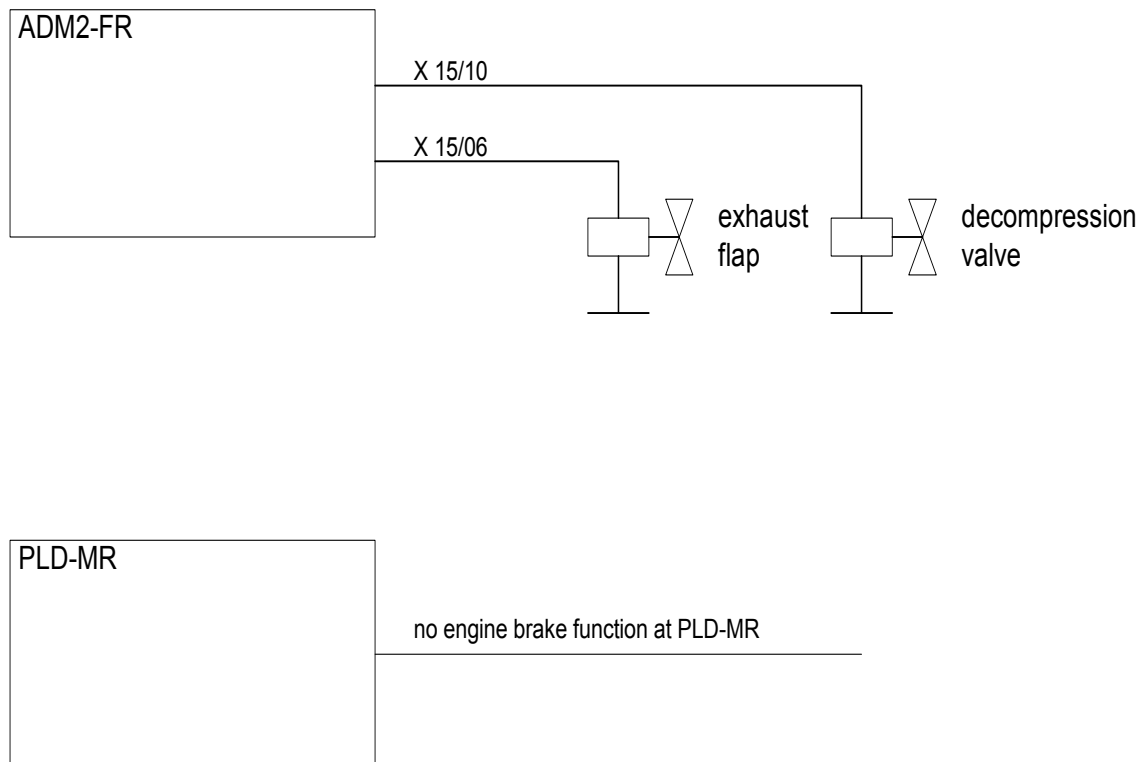 ADM2-FR
X 15/10
X 15/06
exhaust
flap
decompression
valve
PLD-MR
no engine brake function at PLD-MR